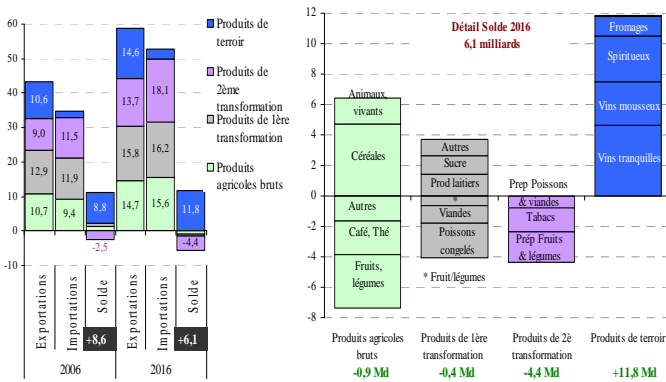 60
50
40
30
20
10
0
-10
10,6
9,0
12,9
10,7
11,5
11,9
9,4
8,8
-2,5
14,6
13,7
15,8
14,7
18,1
16,2
15,6
11,8
-4,4
Produits de
terroir
Produits de
2ème
transformation
Produits de 1ère
transformation
Produits
agricoles bruts
Exportations
Importations
Solde
Exportations
Importations
Solde
+8,6
+6,1
2006
2016
12
10
8
6
4
2
0
-2
-4
-6
-8
Détail Solde 2016
6,1 milliards
Animaux,
vivants
Céréales
Autres
Café, Thé
Fruits,
légumes
Autres
Sucre
Prod laitiers
*
Viandes
Poissons
congelés
* Fruit/légumes
Prep Poissons
& viandes
Tabacs
Prép Fruits
& légumes
Fromages
Spiritueux
Vins mousseux
Vins tranquilles
Produits agricoles
bruts
-0,9 Md
Produits de 1ère
transformation
-0,4 Md
Produits de 2è
transformation
-4,4 Md
Produits de terroir
+11,8 Md